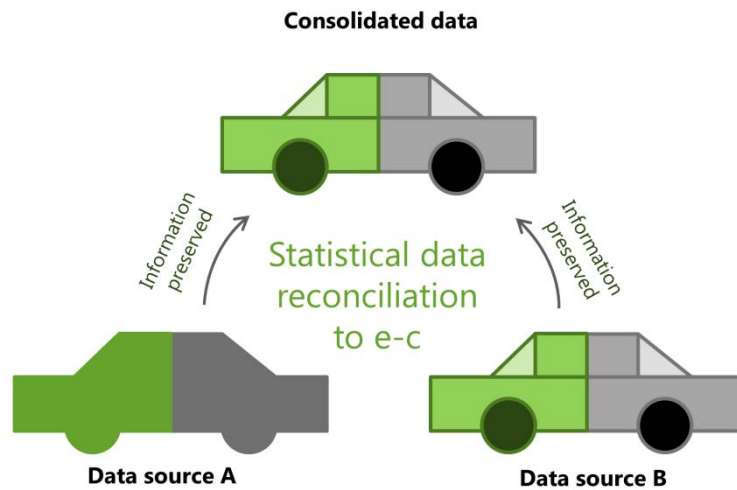 Consolidated data
Information
preserved
Information
preserved
Statistical data
reconciliation
to e-c
Data source A
Data source B